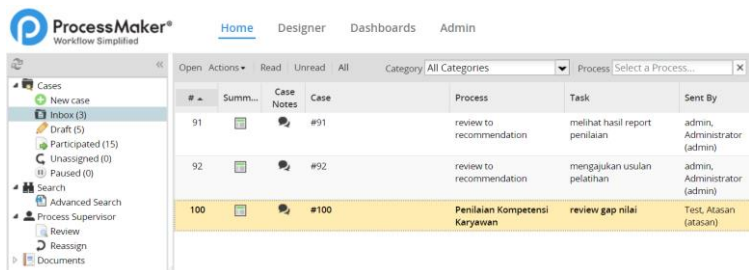 ProcessMaker®
Workflow Simplified
Home Designer Dashboards Admin
Open Actions Read Unread All Category All Categories Process Select a Process...
Cases
New case
Inbox (3)
Draft (5)
Participated (15)
Unassigned (0)
Paused (0)
Search
Advanced Search
Process Supervisor
Review
Reassign
Documents
# Summ... Case Notes Case Process Task Sent By
91 #91 review to recommendation melihat hasil report penilaian admin, Administrator (admin)
92 #92 review to recommendation mengajukan usulan pelatihan admin, Administrator (admin)
100 #100 Penilaian Kompetensi Karyawan review gap nilai Test, Atasan (atasan)